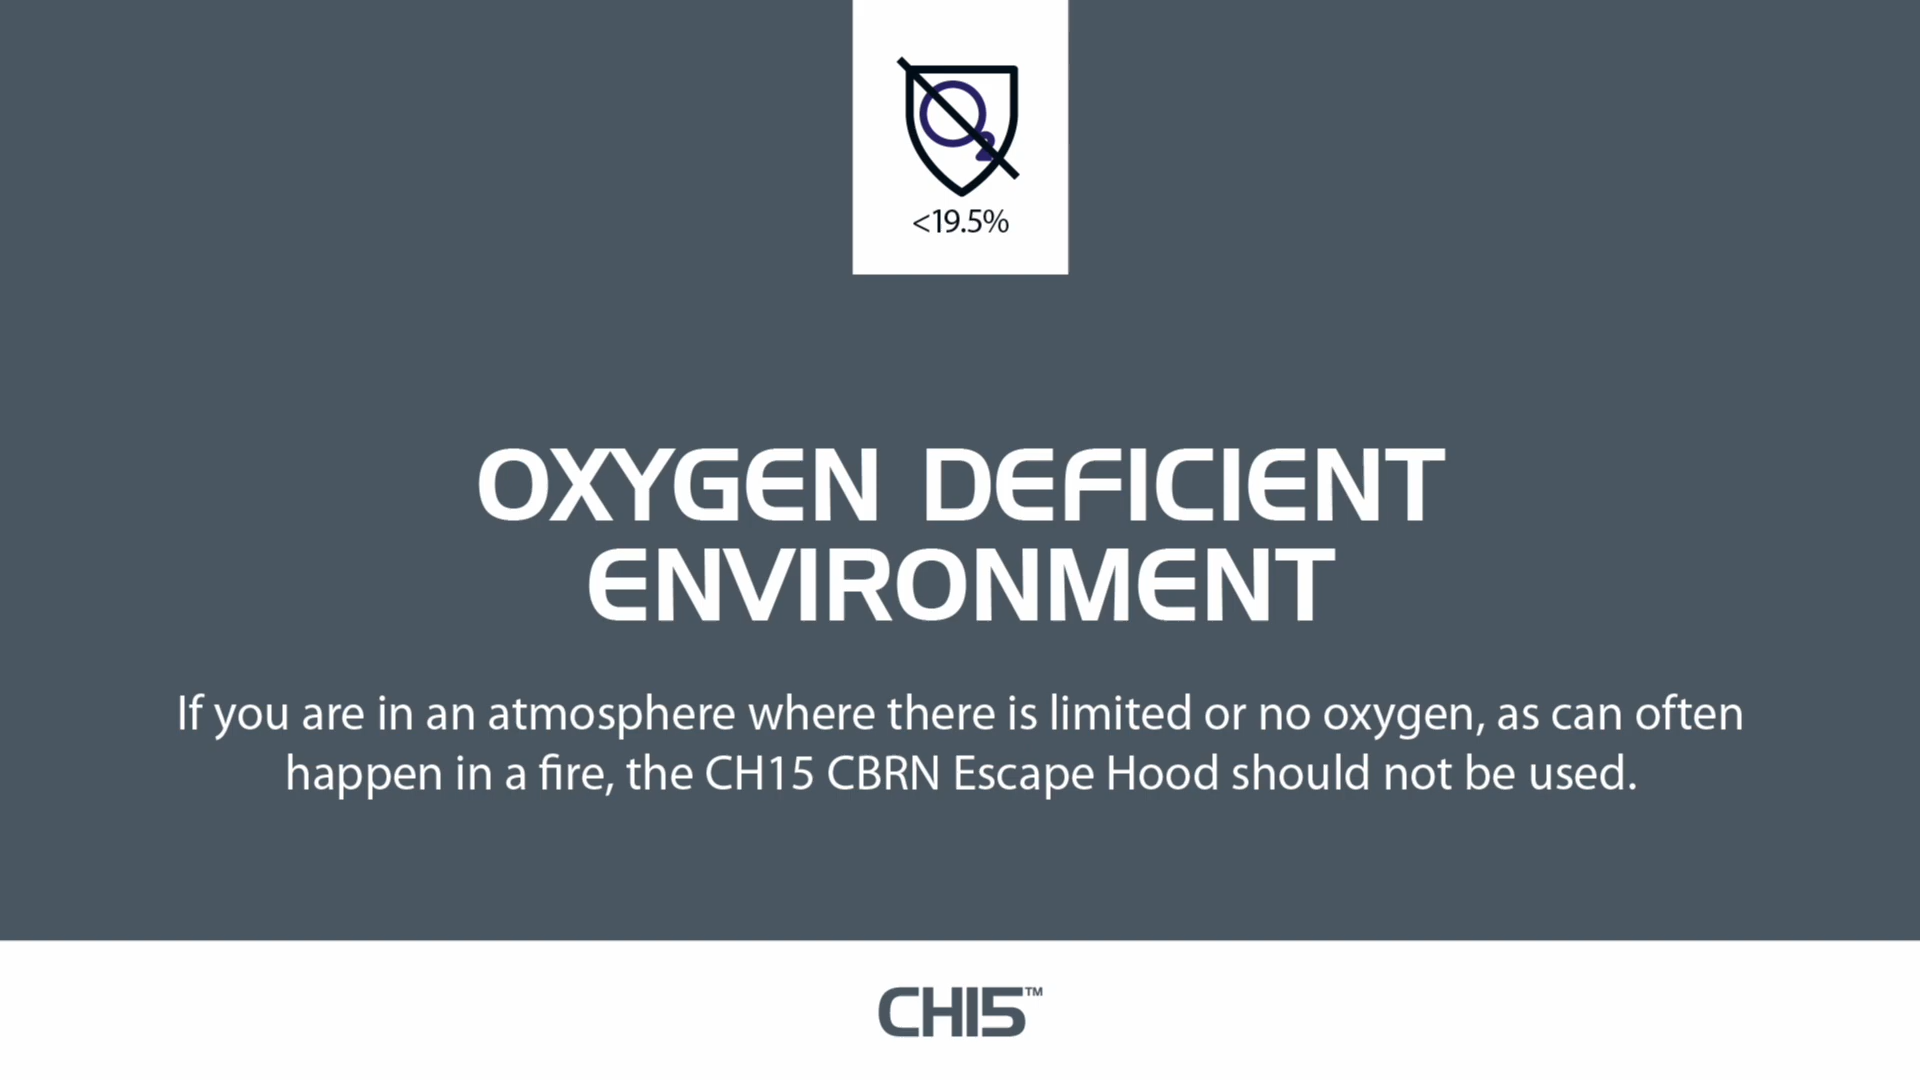 O2
<19.5%
OXYGEN DEFICIENT
ENVIRONMENT
If you are in an atmosphere where there is limited or no oxygen, as can often
happen in a fire, the CH15 CBRN Escape Hood should not be used.
CH15™